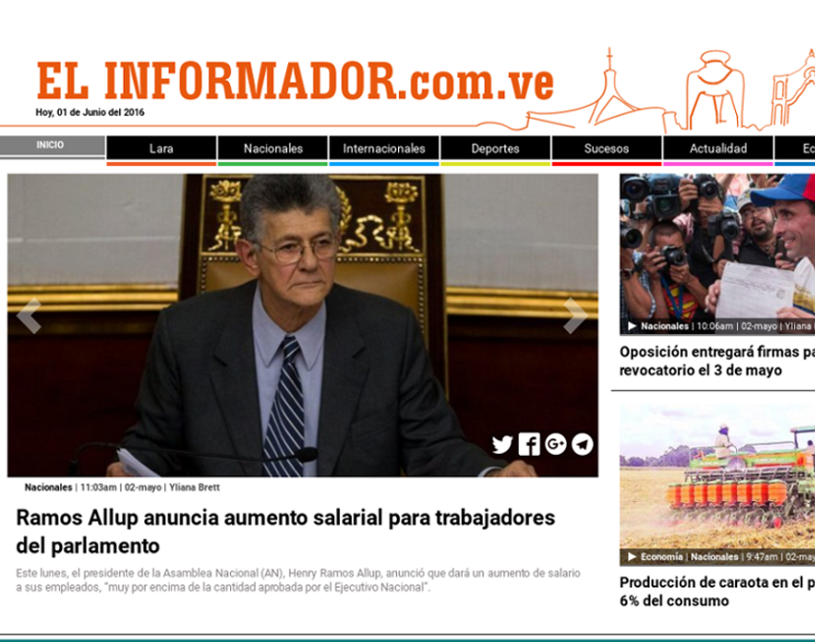 EL INFORMADOR.com.ve
Hoy, 01 de Junio del 2016
INICIO
Lara
Nacionales
Internacionales
Deportes
Sucesos
Actualidad
Nacionales | 11:03am | 02-mayo | Yliana Brett
Ramos Allup anuncia aumento salarial para trabajadores
del parlamento
Este lunes, el presidente de la Asamblea Nacional (AN), Henry Ramos Allup, anunció que dará un aumento de salario
a sus empleados, “muy por encima de la cantidad aprobada por el Ejecutivo Nacional”.
Nacionales | 10:06am | 02-mayo | Yliana
Oposición entregará firmas
revocatorio el 3 de mayo
Economía | Nacionales | 9:47am |
Producción de caraota en el
6% del consumo